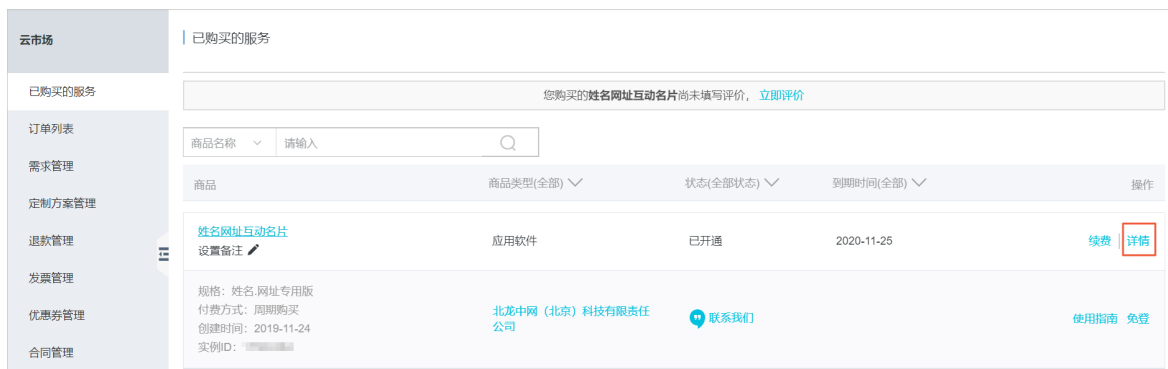 云市场
已购买的服务
订单列表
需求管理
定制方案管理
退款管理
发票管理
优惠券管理
合同管理
已购买的服务
您购买的姓名网址互动名片尚未填写评价，立即评价
商品名称 请输入
商品 商品类型(全部) 状态(全部状态) 到期时间(全部) 操作
姓名网址互动名片 应用软件 已开通 2020-11-25 续费 详情
设置备注
规格：姓名.网址专用版
付费方式：周期购买
创建时间：2019-11-24
实例ID：
北龙中网（北京）科技有限责任
公司
联系我们
使用指南 免登